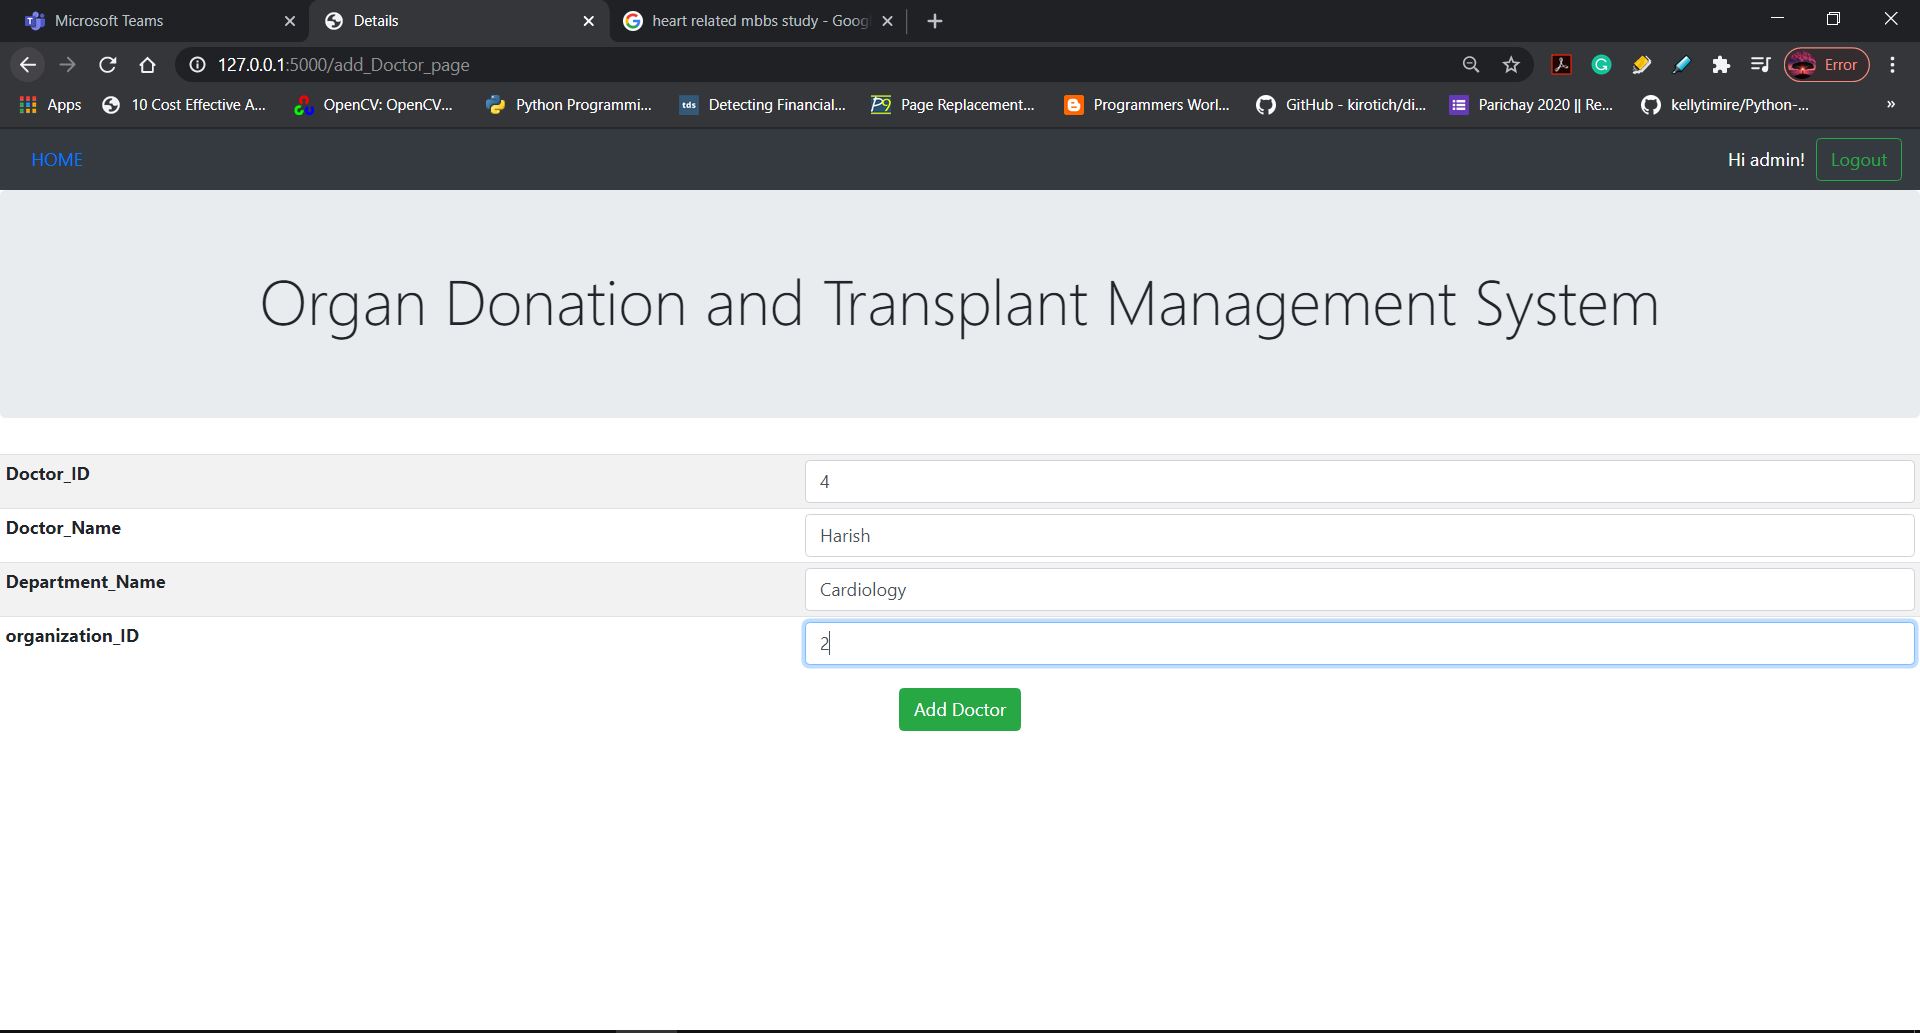 Microsoft Teams
Details
heart related mbbs study - Goog
127.0.0.1:5000/add_Doctor_page
Error
Apps
10 Cost Effective A...
OpenCV: OpenCV...
Python Programmi...
tds Detecting Financial...
Page Replacement...
Programmers Worl...
GitHub - kirotich/di...
Parichay 2020 || Re...
kellytimire/Python-...
»
HOME
Hi admin!
Logout
Organ Donation and Transplant Management System
Doctor_ID
4
Doctor_Name
Harish
Department_Name
Cardiology
organization_ID
2
Add Doctor